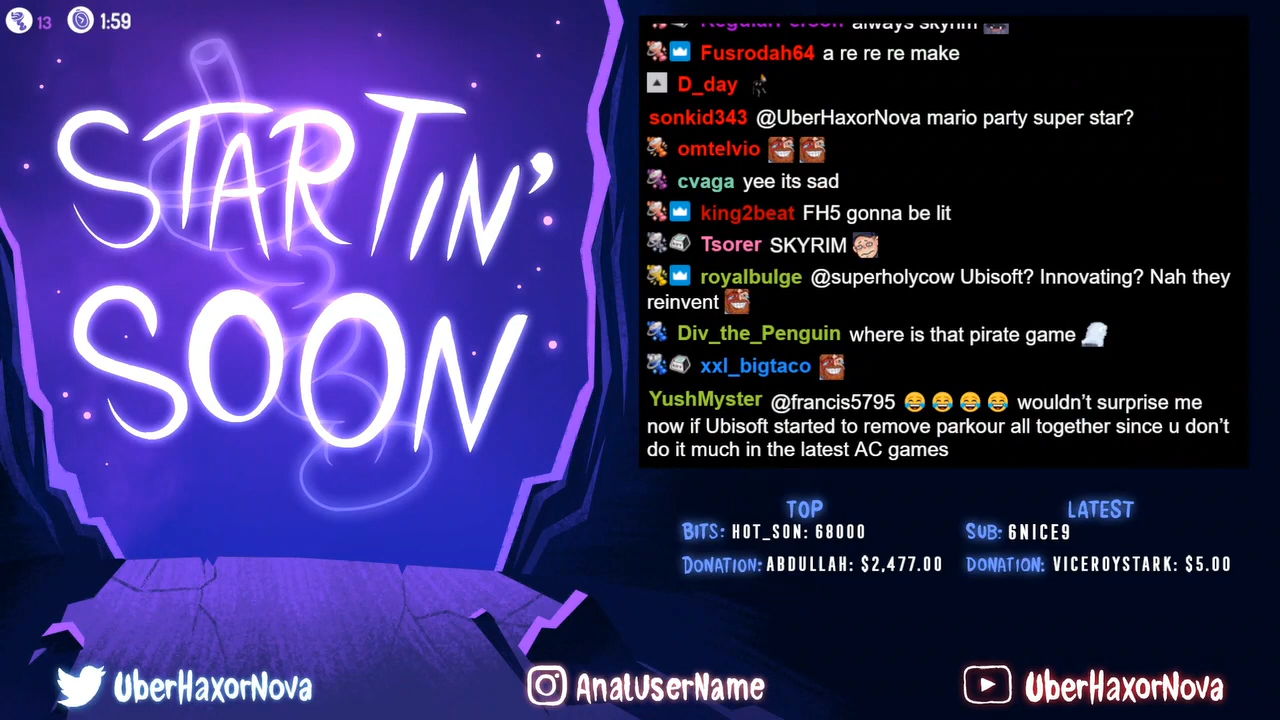 13 1:59
STARTIN'
SOON
RegularPerson always skyrim
Fusrodah64 a re re re make
D_day
sonkid343 @UberHaxorNova mario party super star?
omtelvio
cvaga yee its sad
king2beat FH5 gonna be lit
Tsorer SKYRIM
royalbulge @superholycow Ubisoft? Innovating? Nah they
reinvent
Div_the_Penguin where is that pirate game
xxl_bigtaco
YushMyster @francis5795 😂 😂 😂 😂 wouldn't surprise me
now if Ubisoft started to remove parkour all together since u don't
do it much in the latest AC games
TOP
BITS: HOT_SON: 68000
DONATION: ABDULLAH: $2,477.00
LATEST
SUB: 6NICE9
DONATION: VICEROYSTARK: $5.00
UberHaxorNova
AnalUserName
UberHaxorNova